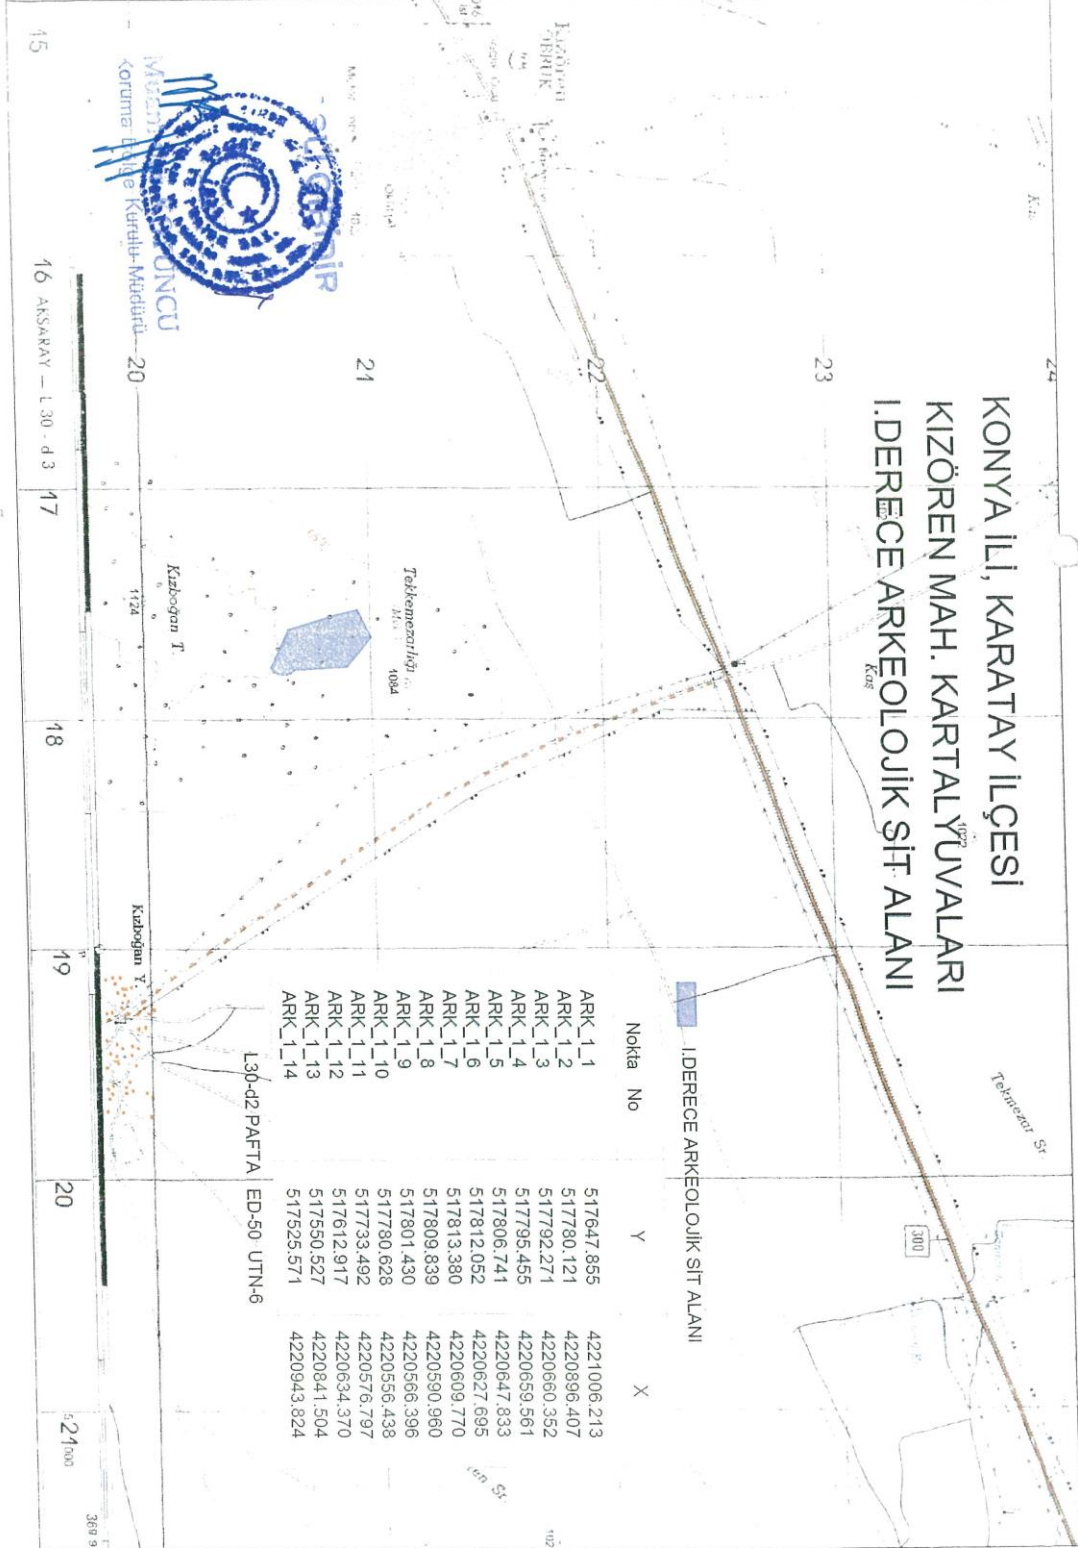 KONYA İLİ, KARATAY İLÇESİ
KIZÖREN MAH. KARTALYUVALARI
I.DERECE ARKEOLOJİK SİT ALANI
24
23
22
21
20
Kızören
OBRUK
Kaş
1022
Tekmezar Sr.
300
Tekkemezarlığı
1084
Kızboğan T.
1124
Kızboğan Y.
I.DERECE ARKEOLOJİK SİT ALANI
Nokta No Y X
ARK_1_1 517647.855 4221006.213
ARK_1_2 517780.121 4220896.407
ARK_1_3 517792.271 4220660.352
ARK_1_4 517795.455 4220659.561
ARK_1_5 517806.741 4220647.833
ARK_1_6 517812.052 4220627.695
ARK_1_7 517813.380 4220609.770
ARK_1_8 517809.839 4220590.960
ARK_1_9 517801.430 4220566.396
ARK_1_10 517780.628 4220556.438
ARK_1_11 517733.492 4220576.797
ARK_1_12 517612.917 4220634.370
ARK_1_13 517550.527 4220841.504
ARK_1_14 517525.571 4220943.824
L30-d2 PAFTA ED-50 UTN-6
Koruma Bölge Kurulu Müdürü
15
16
AKSARAY — L 30 - d 3
17
18
19
20
521000